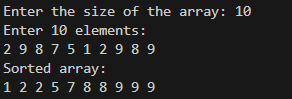 Enter the size of the array: 10
Enter 10 elements:
2 9 8 7 5 1 2 9 8 9
Sorted array:
1 2 2 5 7 8 8 9 9 9